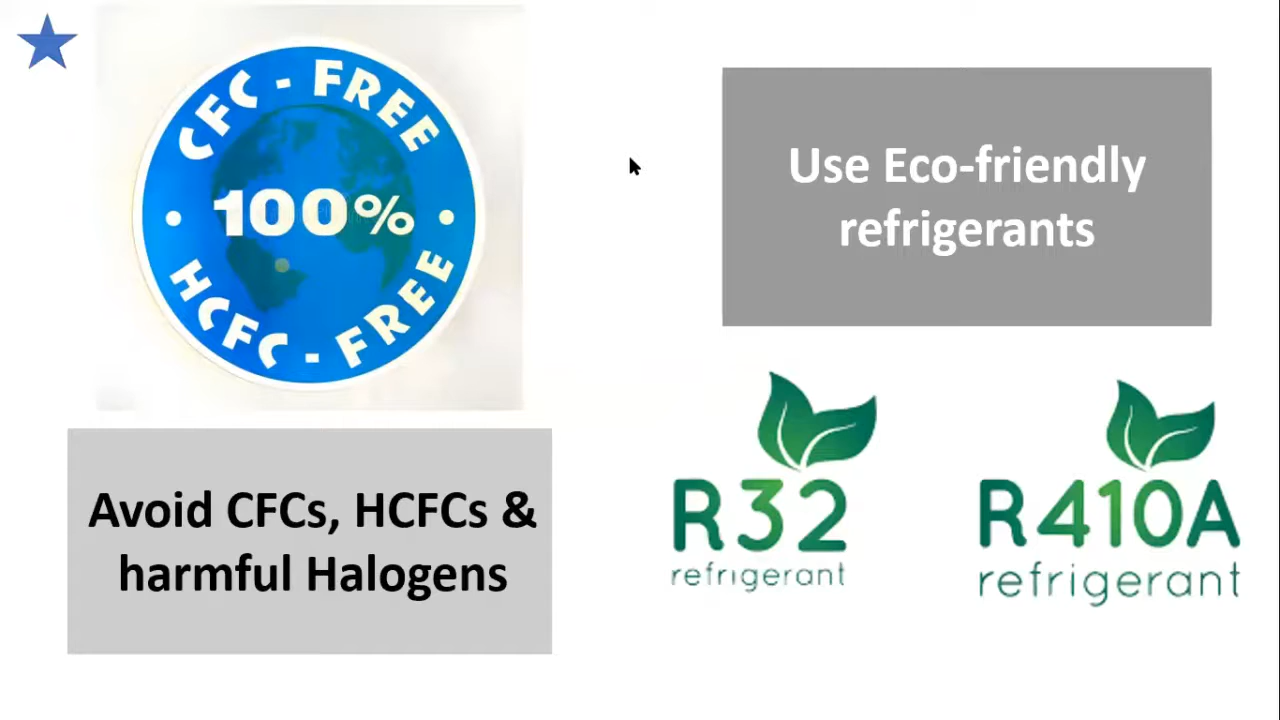 CFC - FREE
100%
HCFC - FREE
Use Eco-friendly
refrigerants
Avoid CFCs, HCFCs &
harmful Halogens
R32
refrigerant
R410A
refrigerant